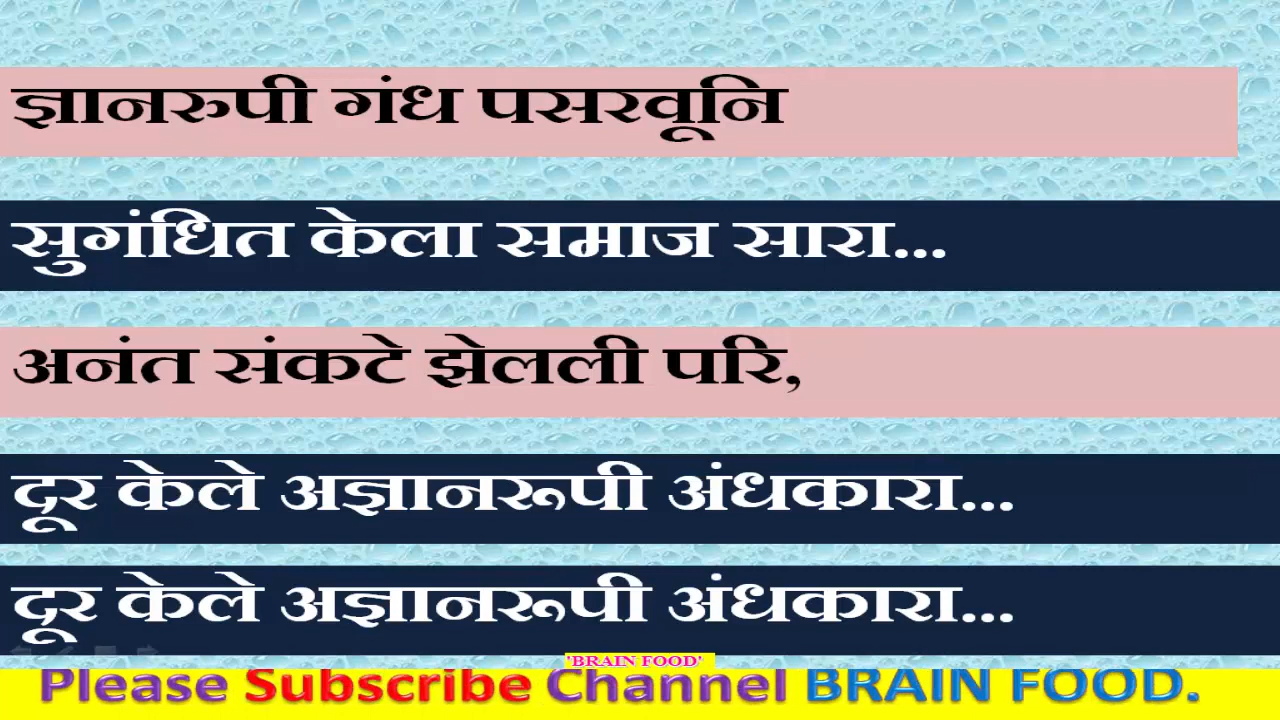 ज्ञानरुपी गंध पसरवूनि
सुगंधित केला समाज सारा...
अनंत संकटे झेलली परि,
दूर केले अज्ञानरूपी अंधकारा...
दूर केले अज्ञानरूपी अंधकारा...
'BRAIN FOOD'
Please Subscribe Channel BRAIN FOOD.